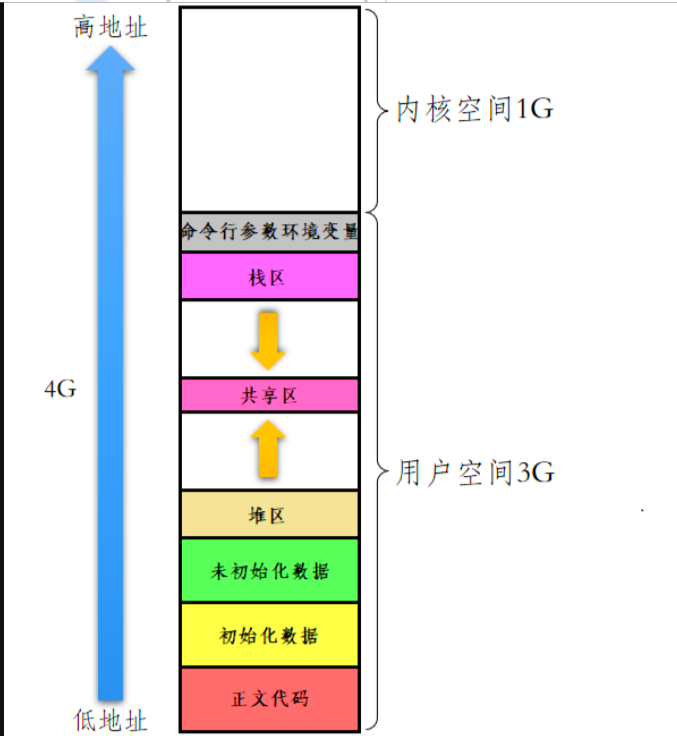 高地址
内核空间1G
命令行参数环境变量
栈区
4G
共享区
用户空间3G
堆区
未初始化数据
初始化数据
正文代码
低地址